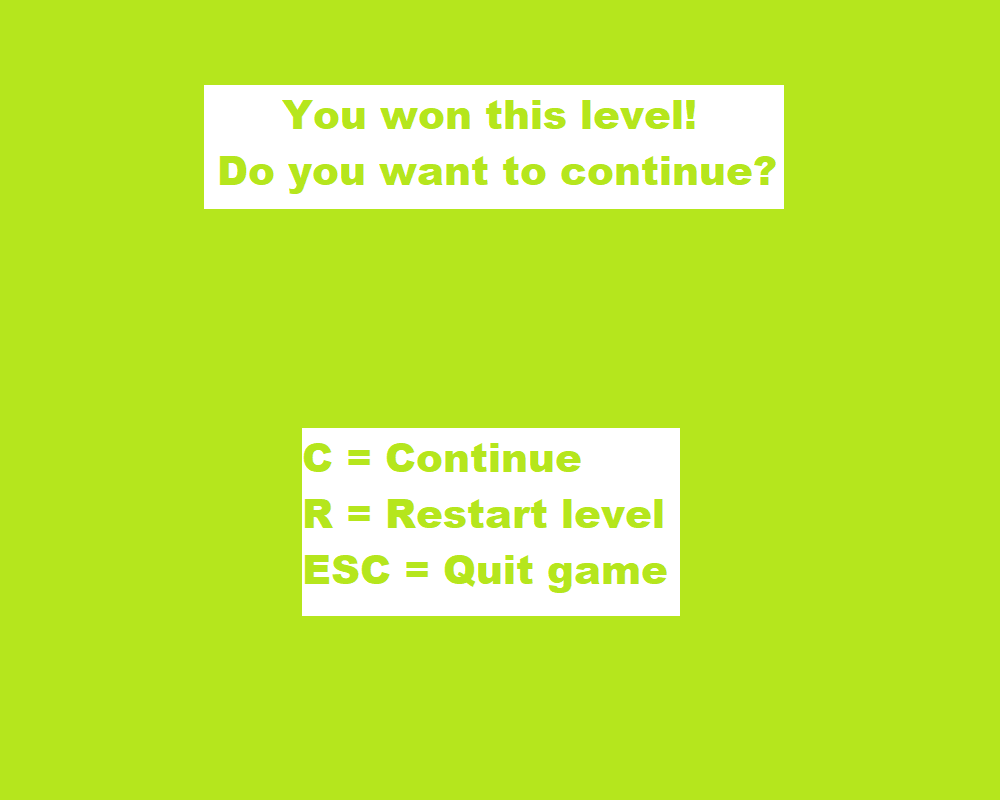 You won this level!
Do you want to continue?
C = Continue
R = Restart level
ESC = Quit game